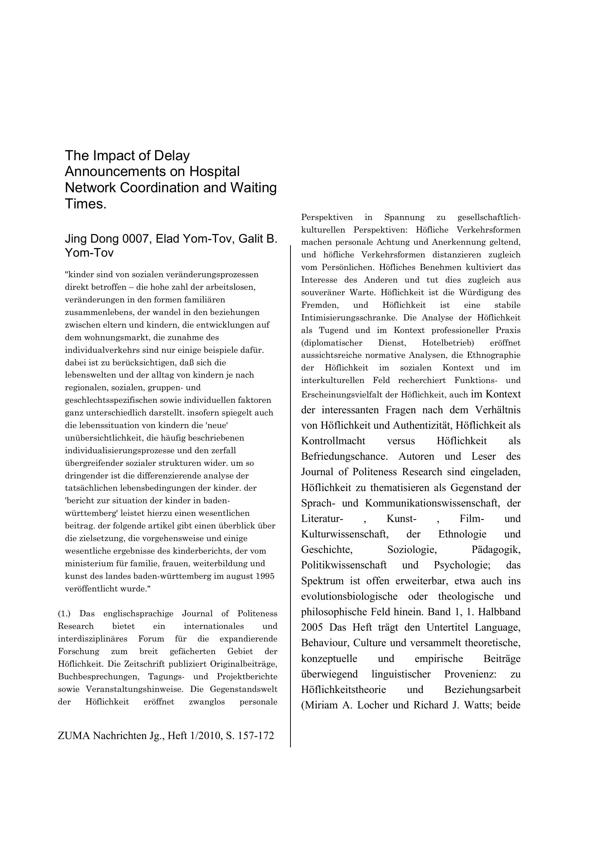 The Impact of Delay
Announcements on Hospital
Network Coordination and Waiting
Times.
Jing Dong 0007, Elad Yom-Tov, Galit B.
Yom-Tov
"kinder sind von sozialen veränderungsprozessen
direkt betroffen – die hohe zahl der arbeitslosen,
veränderungen in den formen familiären
zusammenlebens, der wandel in den beziehungen
zwischen eltern und kindern, die entwicklungen auf
dem wohnungsmarkt, die zunahme des
individualverkehrs sind nur einige beispiele dafür.
dabei ist zu berücksichtigen, daß sich die
lebenswelten und der alltag von kindern je nach
regionalen, sozialen, gruppen- und
geschlechtsspezifischen sowie individuellen faktoren
ganz unterschiedlich darstellt. insofern spiegelt auch
die lebenssituation von kindern die 'neue'
unübersichtlichkeit, die häufig beschriebenen
individualisierungsprozesse und den zerfall
übergreifender sozialer strukturen wider. um so
dringender ist die differenzierende analyse der
tatsächlichen lebensbedingungen der kinder. der
'bericht zur situation der kinder in baden-
württemberg' leistet hierzu einen wesentlichen
beitrag. der folgende artikel gibt einen überblick über
die zielsetzung, die vorgehensweise und einige
wesentliche ergebnisse des kinderberichts, der vom
ministerium für familie, frauen, weiterbildung und
kunst des landes baden-württemberg im august 1995
veröffentlicht wurde."
(1.) Das englischsprachige Journal of Politeness
Research bietet ein internationales und
interdisziplinäres Forum für die expandierende
Forschung zum breit gefächerten Gebiet der
Höflichkeit. Die Zeitschrift publiziert Originalbeiträge,
Buchbesprechungen, Tagungs- und Projektberichte
sowie Veranstaltungshinweise. Die Gegenstandswelt
der Höflichkeit eröffnet zwanglos personale
ZUMA Nachrichten Jg., Heft 1/2010, S. 157-172
Perspektiven in Spannung zu gesellschaftlich-
kulturellen Perspektiven: Höfliche Verkehrsformen
machen personale Achtung und Anerkennung geltend,
und höfliche Verkehrsformen distanzieren zugleich
vom Persönlichen. Höfliches Benehmen kultiviert das
Interesse des Anderen und tut dies zugleich aus
souveräner Warte. Höflichkeit ist die Würdigung des
Fremden, und Höflichkeit ist eine stabile
Intimisierungsschranke. Die Analyse der Höflichkeit
als Tugend und im Kontext professioneller Praxis
(diplomatischer Dienst, Hotelbetrieb) eröffnet
aussichtsreiche normative Analysen, die Ethnographie
der Höflichkeit im sozialen Kontext und im
interkulturellen Feld recherchiert Funktions- und
Erscheinungsvielfalt der Höflichkeit, auch im Kontext
der interessanten Fragen nach dem Verhältnis
von Höflichkeit und Authentizität, Höflichkeit als
Kontrollmacht versus Höflichkeit als
Befriedungschance. Autoren und Leser des
Journal of Politeness Research sind eingeladen,
Höflichkeit zu thematisieren als Gegenstand der
Sprach- und Kommunikationswissenschaft, der
Literatur- , Kunst- , Film- und
Kulturwissenschaft, der Ethnologie und
Geschichte, Soziologie, Pädagogik,
Politikwissenschaft und Psychologie; das
Spektrum ist offen erweiterbar, etwa auch ins
evolutionsbiologische oder theologische und
philosophische Feld hinein. Band 1, 1. Halbband
2005 Das Heft trägt den Untertitel Language,
Behaviour, Culture und versammelt theoretische,
konzeptuelle und empirische Beiträge
überwiegend linguistischer Provenienz: zu
Höflichkeitstheorie und Beziehungsarbeit
(Miriam A. Locher und Richard J. Watts; beide